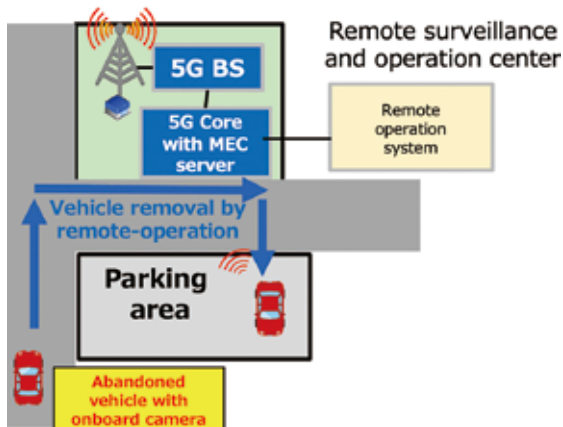 Remote surveillance
and operation center
5G BS
5G Core
with MEC
server
Remote
operation
system
Vehicle removal by
remote-operation
Parking
area
Abandoned
vehicle with
onboard camera